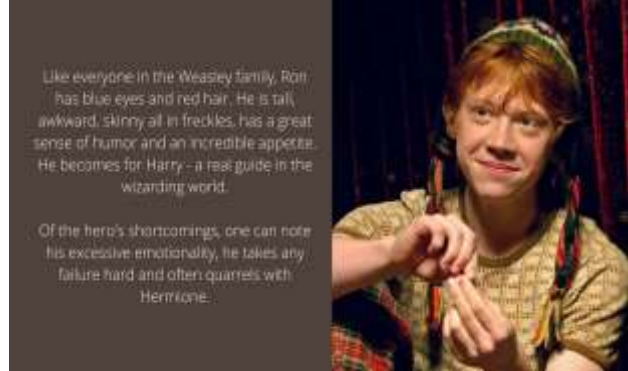 Like everyone in the Weasley family, Ron
has blue eyes and red hair. He is tall,
awkward, skinny all in freckles, has a great
sense of humor and an incredible appetite.
He becomes for Harry - a real guide in the
wizarding world.
Of the hero's shortcomings, one can note
his excessive emotionality, he takes any
failure hard and often quarrels with
Hermione.